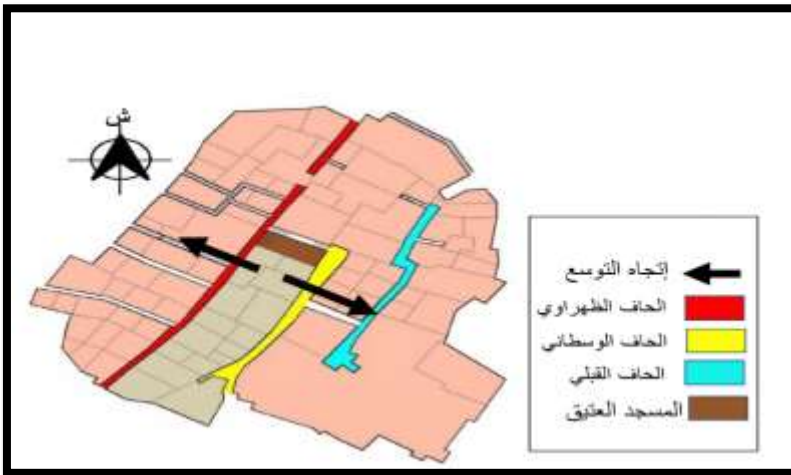 ش
إتجاه التوسع
الحاف الظهراوي
الحاف الوسطاني
الحاف القبلي
المسجد العتيق